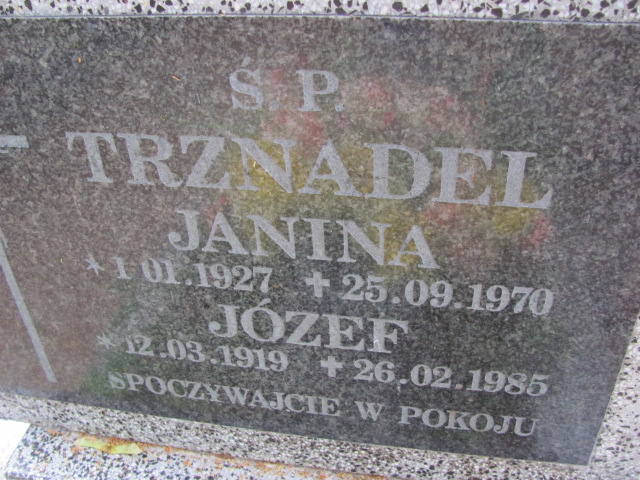 Ś. P.
TRZNADEL
JANINA
* 1 01.1927 ✝ 25.09.1970
JÓZEF
* 12.03.1919 ✝ 26.02.1985
SPOCZYWAJCIE W POKOJU